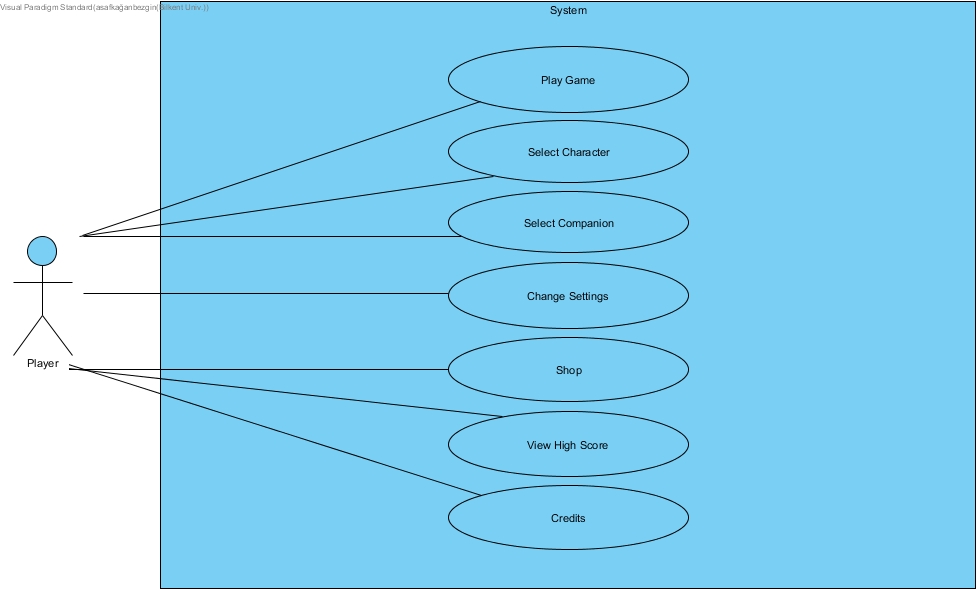 Visual Paradigm Standard(asafkağanbezgin(Bilkent Univ.))
System
Play Game
Select Character
Select Companion
Change Settings
Shop
Player
View High Score
Credits